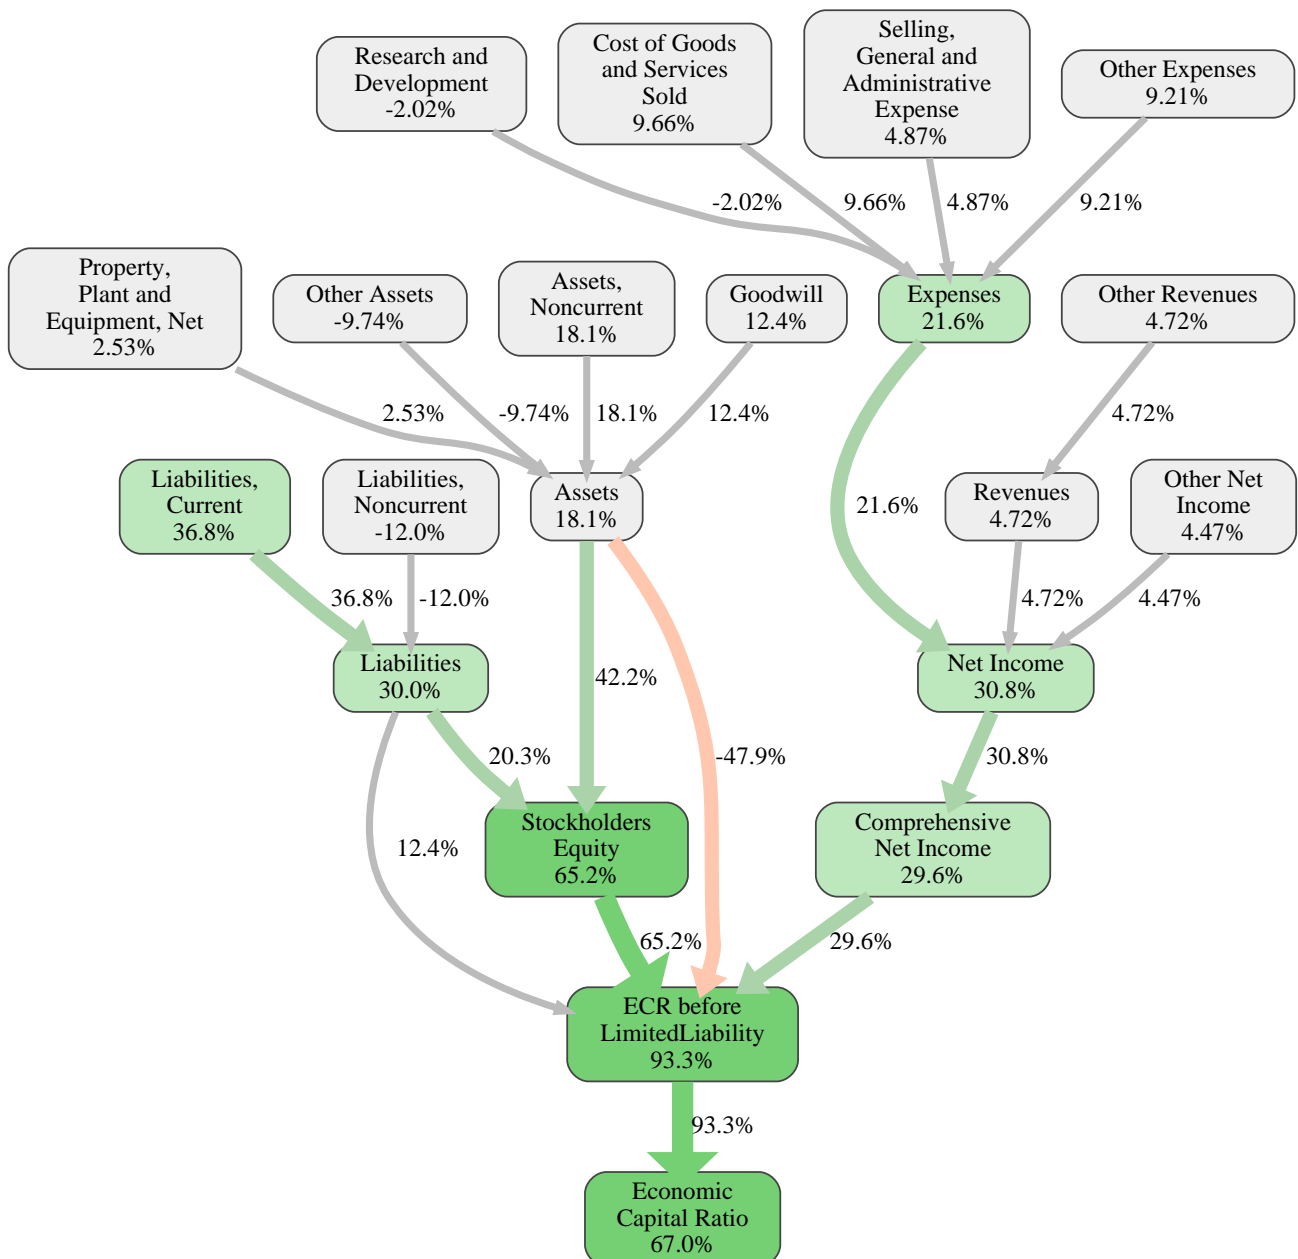 Research and
Development
-2.02%
Cost of Goods
and Services
Sold
9.66%
Selling,
General and
Administrative
Expense
4.87%
Other Expenses
9.21%
-2.02%
9.66%
4.87%
9.21%
Property,
Plant and
Equipment, Net
2.53%
Other Assets
-9.74%
Assets,
Noncurrent
18.1%
Goodwill
12.4%
Expenses
21.6%
Other Revenues
4.72%
2.53%
-9.74%
18.1%
12.4%
4.72%
Liabilities,
Current
36.8%
Liabilities,
Noncurrent
-12.0%
Assets
18.1%
21.6%
Revenues
4.72%
Other Net
Income
4.47%
36.8%
-12.0%
4.72%
4.47%
Liabilities
30.0%
42.2%
Net Income
30.8%
20.3%
-47.9%
30.8%
12.4%
Stockholders
Equity
65.2%
Comprehensive
Net Income
29.6%
65.2%
29.6%
ECR before
LimitedLiability
93.3%
93.3%
Economic
Capital Ratio
67.0%